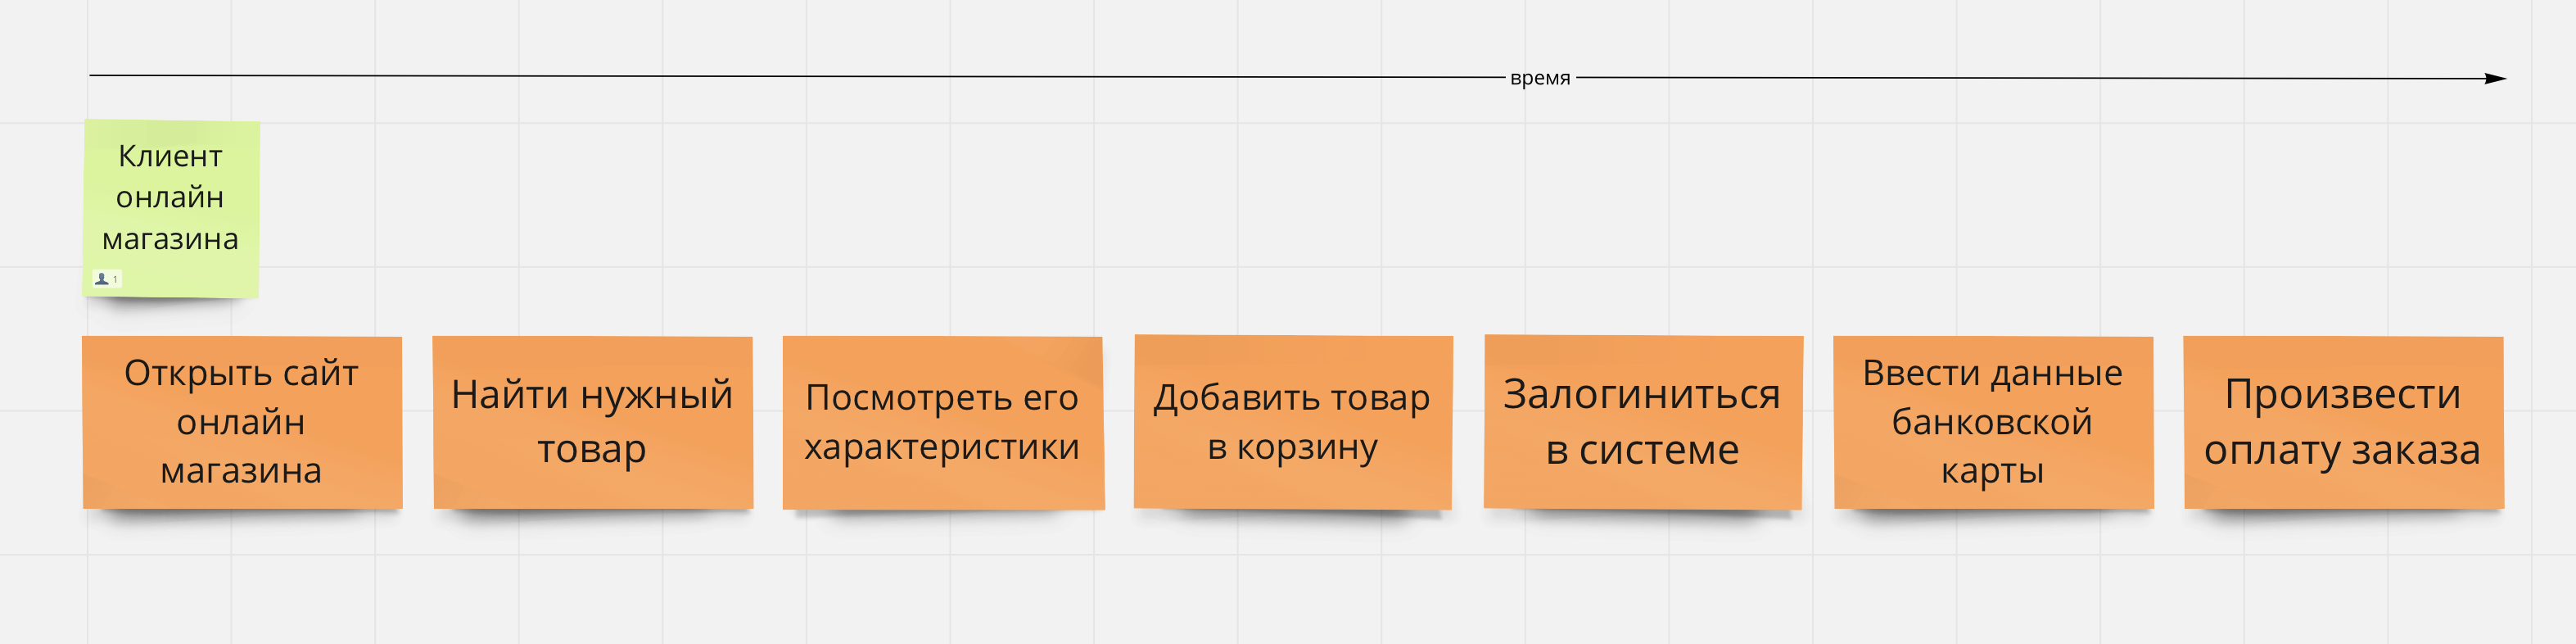 время
Клиент
онлайн
магазина
1
Открыть сайт
онлайн
магазина
Найти нужный
товар
Посмотреть его
характеристики
Добавить товар
в корзину
Залогиниться
в системе
Ввести данные
банковской
карты
Произвести
оплату заказа